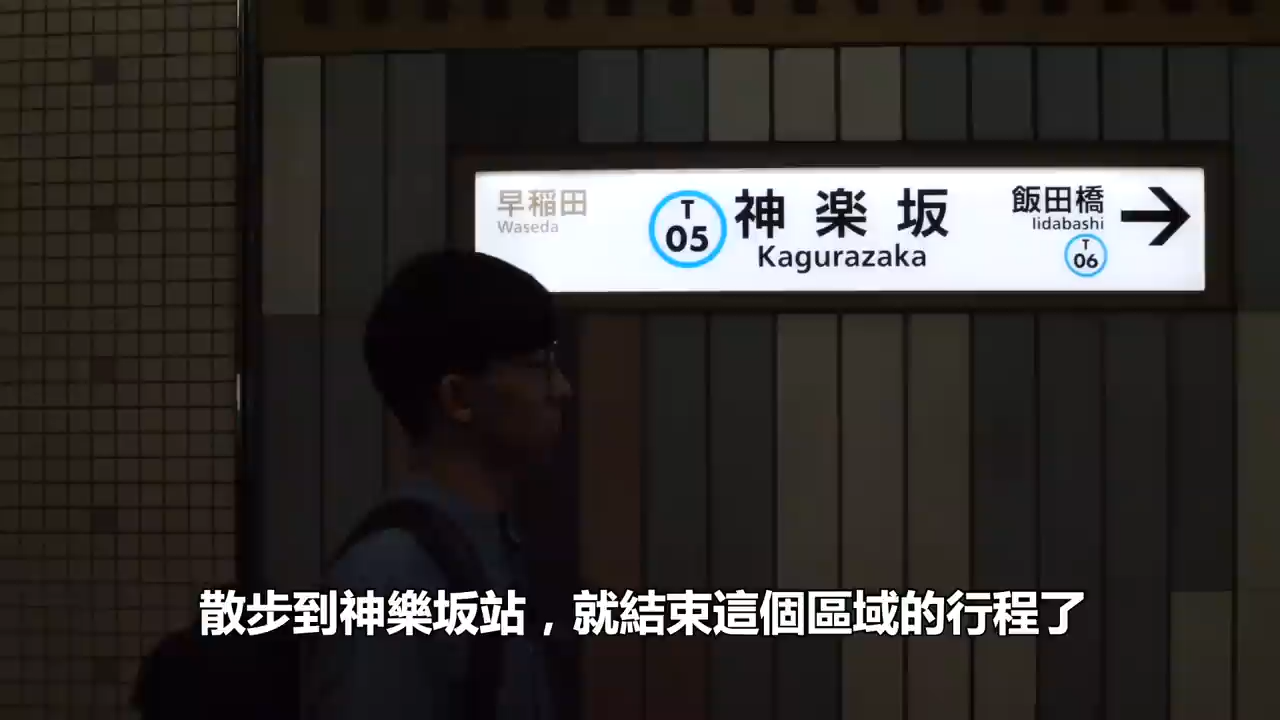 早稲田
Waseda
T
05
神楽坂
Kagurazaka
飯田橋
Iidabashi
T
06
散步到神樂坂站，就結束這個區域的行程了